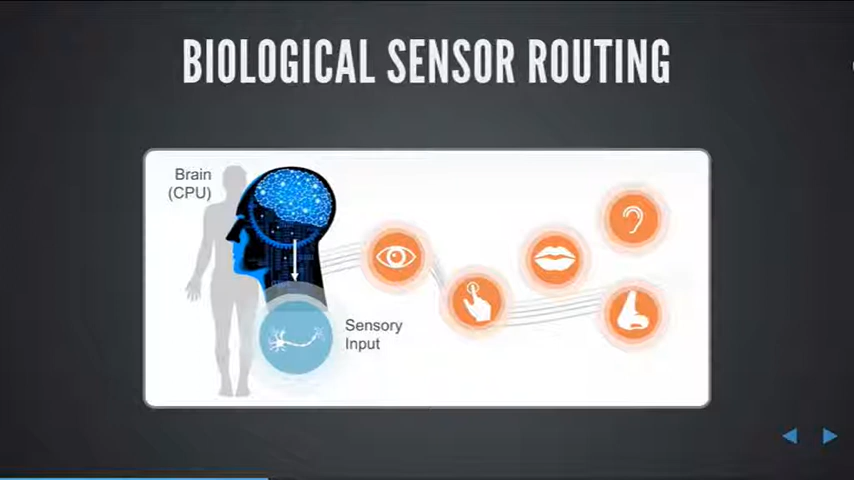 BIOLOGICAL SENSOR ROUTING
Brain
(CPU)
Sensory
Input